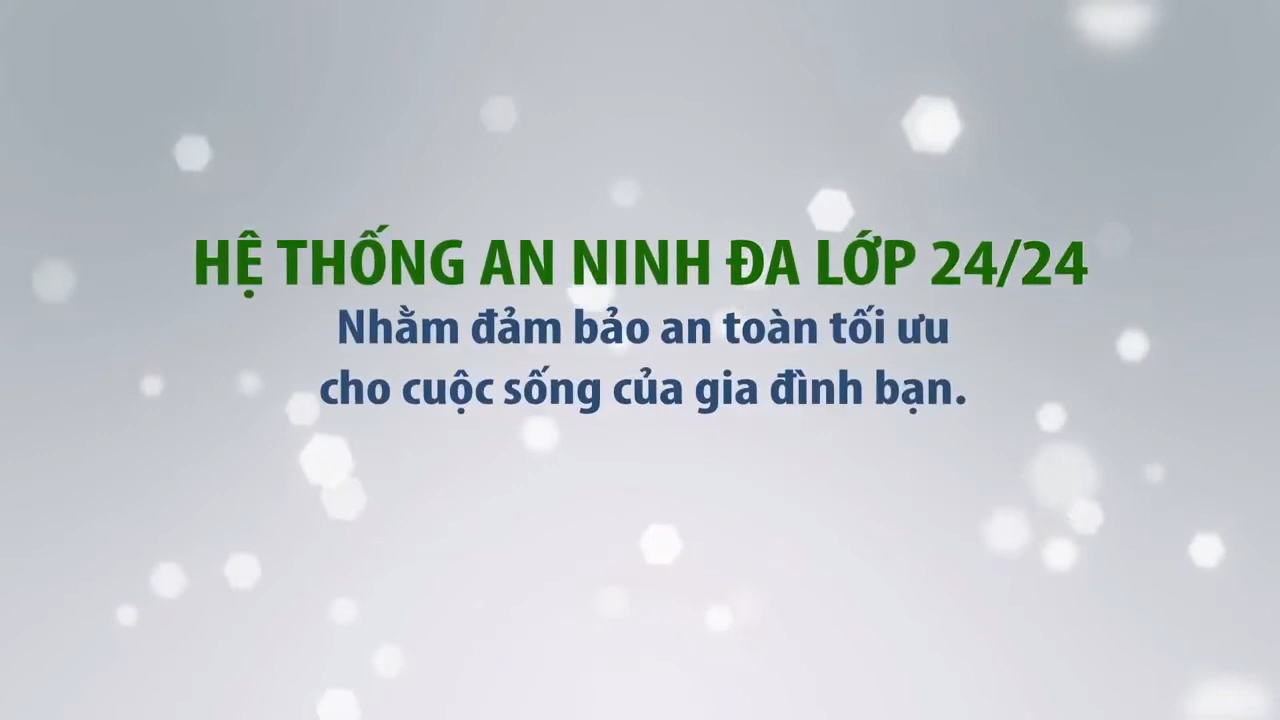 HỆ THỐNG AN NINH ĐA LỚP 24/24
Nhằm đảm bảo an toàn tối ưu
cho cuộc sống của gia đình bạn.